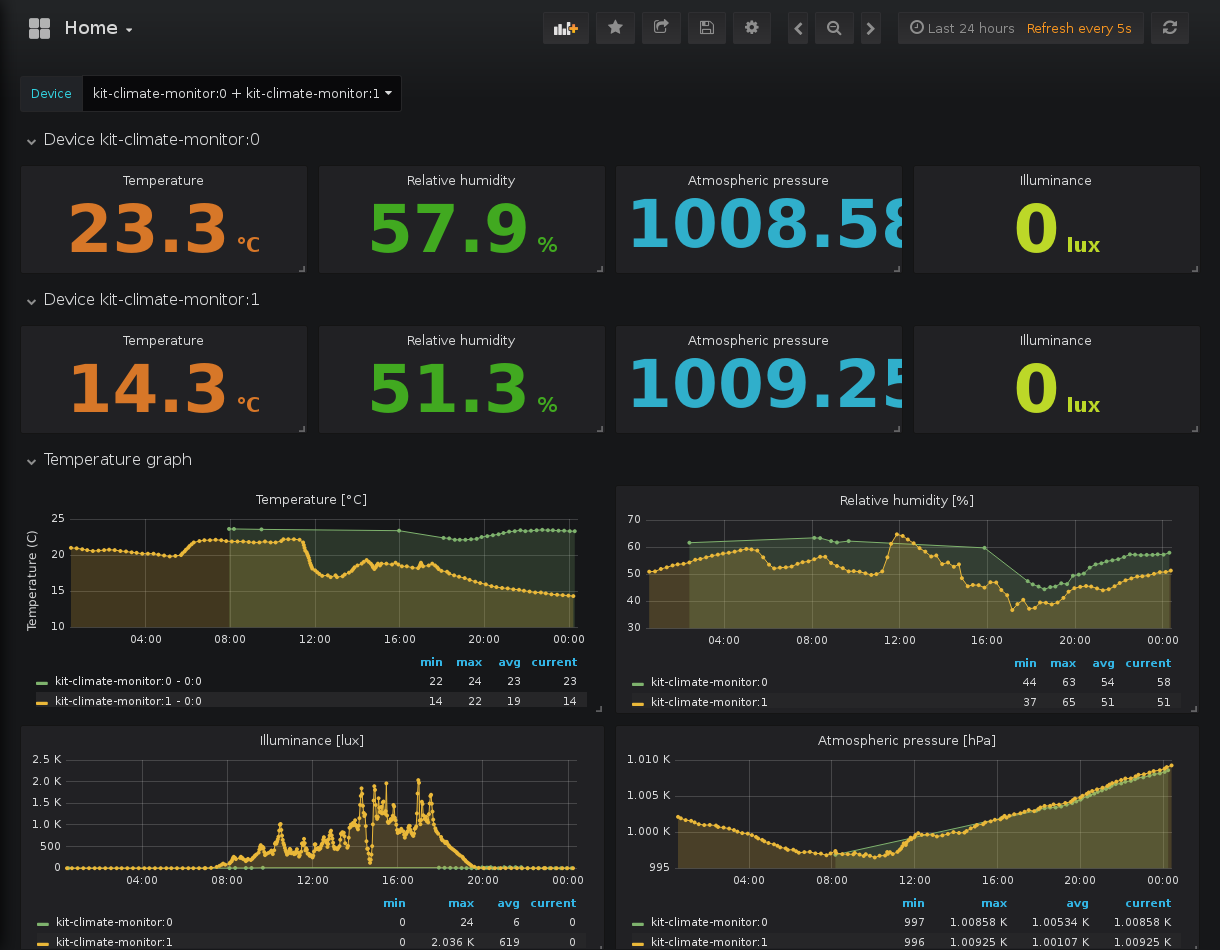 Home
Last 24 hours Refresh every 5s
Device kit-climate-monitor:0 + kit-climate-monitor:1
Device kit-climate-monitor:0
Temperature Relative humidity Atmospheric pressure Illuminance
23.3 °C 57.9 % 1008.58 0 lux
Device kit-climate-monitor:1
Temperature Relative humidity Atmospheric pressure Illuminance
14.3 °C 51.3 % 1009.25 0 lux
Temperature graph
Temperature [°C]
Temperature (C)
25
20
15
10
04:00 08:00 12:00 16:00 20:00 00:00
min max avg current
kit-climate-monitor:0 - 0:0 22 24 23 23
kit-climate-monitor:1 - 0:0 14 22 19 14
Relative humidity [%]
70
60
50
40
30
04:00 08:00 12:00 16:00 20:00 00:00
min max avg current
kit-climate-monitor:0 44 63 54 58
kit-climate-monitor:1 37 65 51 51
Illuminance [lux]
2.5 K
2.0 K
1.5 K
1.0 K
500
0
04:00 08:00 12:00 16:00 20:00 00:00
min max avg current
kit-climate-monitor:0 0 24 6 0
kit-climate-monitor:1 0 2.036 K 619 0
Atmospheric pressure [hPa]
1.010 K
1.005 K
1.000 K
995
04:00 08:00 12:00 16:00 20:00 00:00
min max avg current
kit-climate-monitor:0 997 1.00858 K 1.00534 K 1.00858 K
kit-climate-monitor:1 996 1.00925 K 1.00107 K 1.00925 K